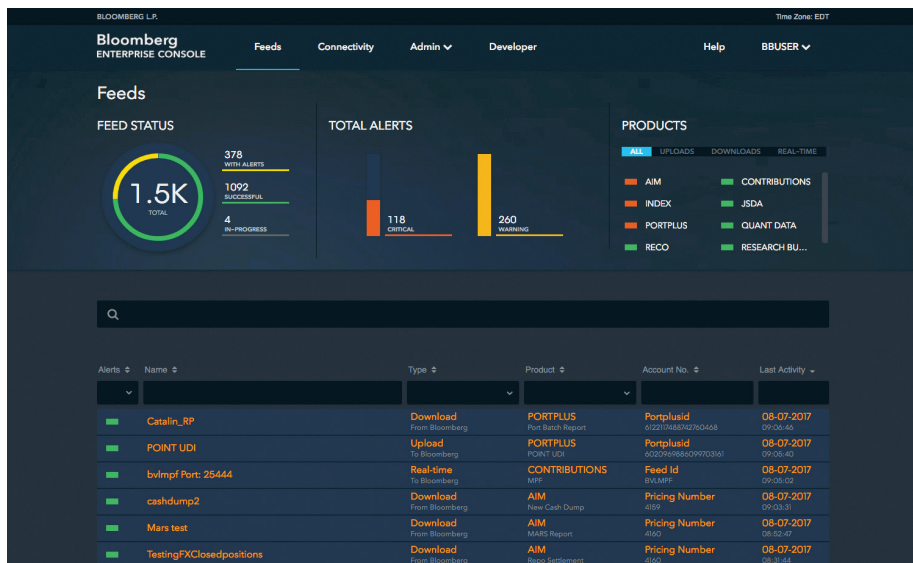 BLOOMBERG L.P. Time Zone: EDT
Bloomberg
ENTERPRISE CONSOLE
Feeds Connectivity Admin Developer Help BBUSER
Feeds
FEED STATUS
1.5K
TOTAL
378
WITH ALERTS
1092
SUCCESSFUL
4
IN-PROGRESS
TOTAL ALERTS
118
CRITICAL
260
WARNING
PRODUCTS
ALL UPLOADS DOWNLOADS REAL-TIME
AIM CONTRIBUTIONS
INDEX JSDA
PORTPLUS QUANT DATA
RECO RESEARCH BU...
Alerts Name Type Product Account No. Last Activity
Catalin_RP Download PORTPLUS Portplusid 08-07-2017
From Bloomberg Port Batch Report 6122117488742760468 09:06:46
POINT UDI Upload PORTPLUS Portplusid 08-07-2017
To Bloomberg POINT UDI 6020969886099703161 09:05:40
bvlmpf Port: 25444 Real-time CONTRIBUTIONS Feed Id 08-07-2017
To Bloomberg MPF BVLMPF 09:05:02
cashdump2 Download AIM Pricing Number 08-07-2017
From Bloomberg New Cash Dump 4159 09:03:31
Mars test Download AIM Pricing Number 08-07-2017
From Bloomberg MARS Report 4160 08:52:47
TestingFXClosedpositions Download AIM Pricing Number 08-07-2017
From Bloomberg Repo Settlement 4160 08:31:44